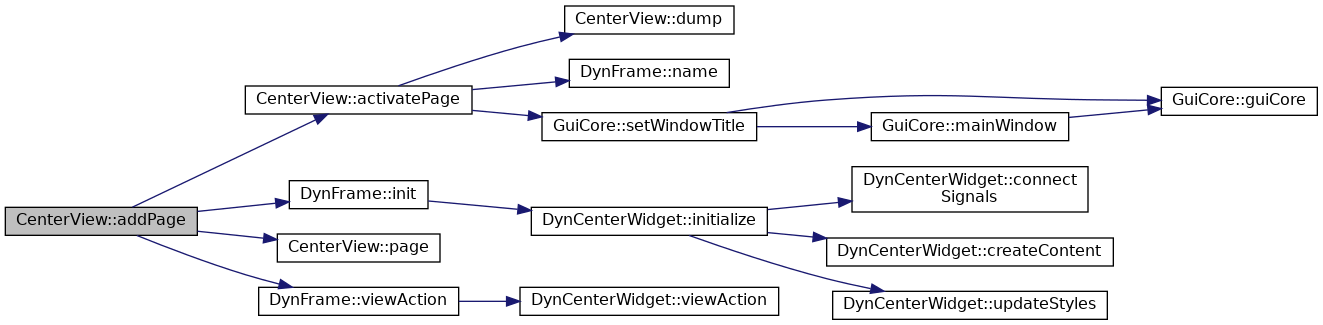 CenterView::dump
DynFrame::name
CenterView::activatePage
GuiCore::guiCore
GuiCore::setWindowTitle
GuiCore::mainWindow
DynCenterWidget::connect
Signals
DynFrame::init
CenterView::addPage
DynCenterWidget::initialize
CenterView::page
DynCenterWidget::createContent
DynFrame::viewAction
DynCenterWidget::viewAction
DynCenterWidget::updateStyles